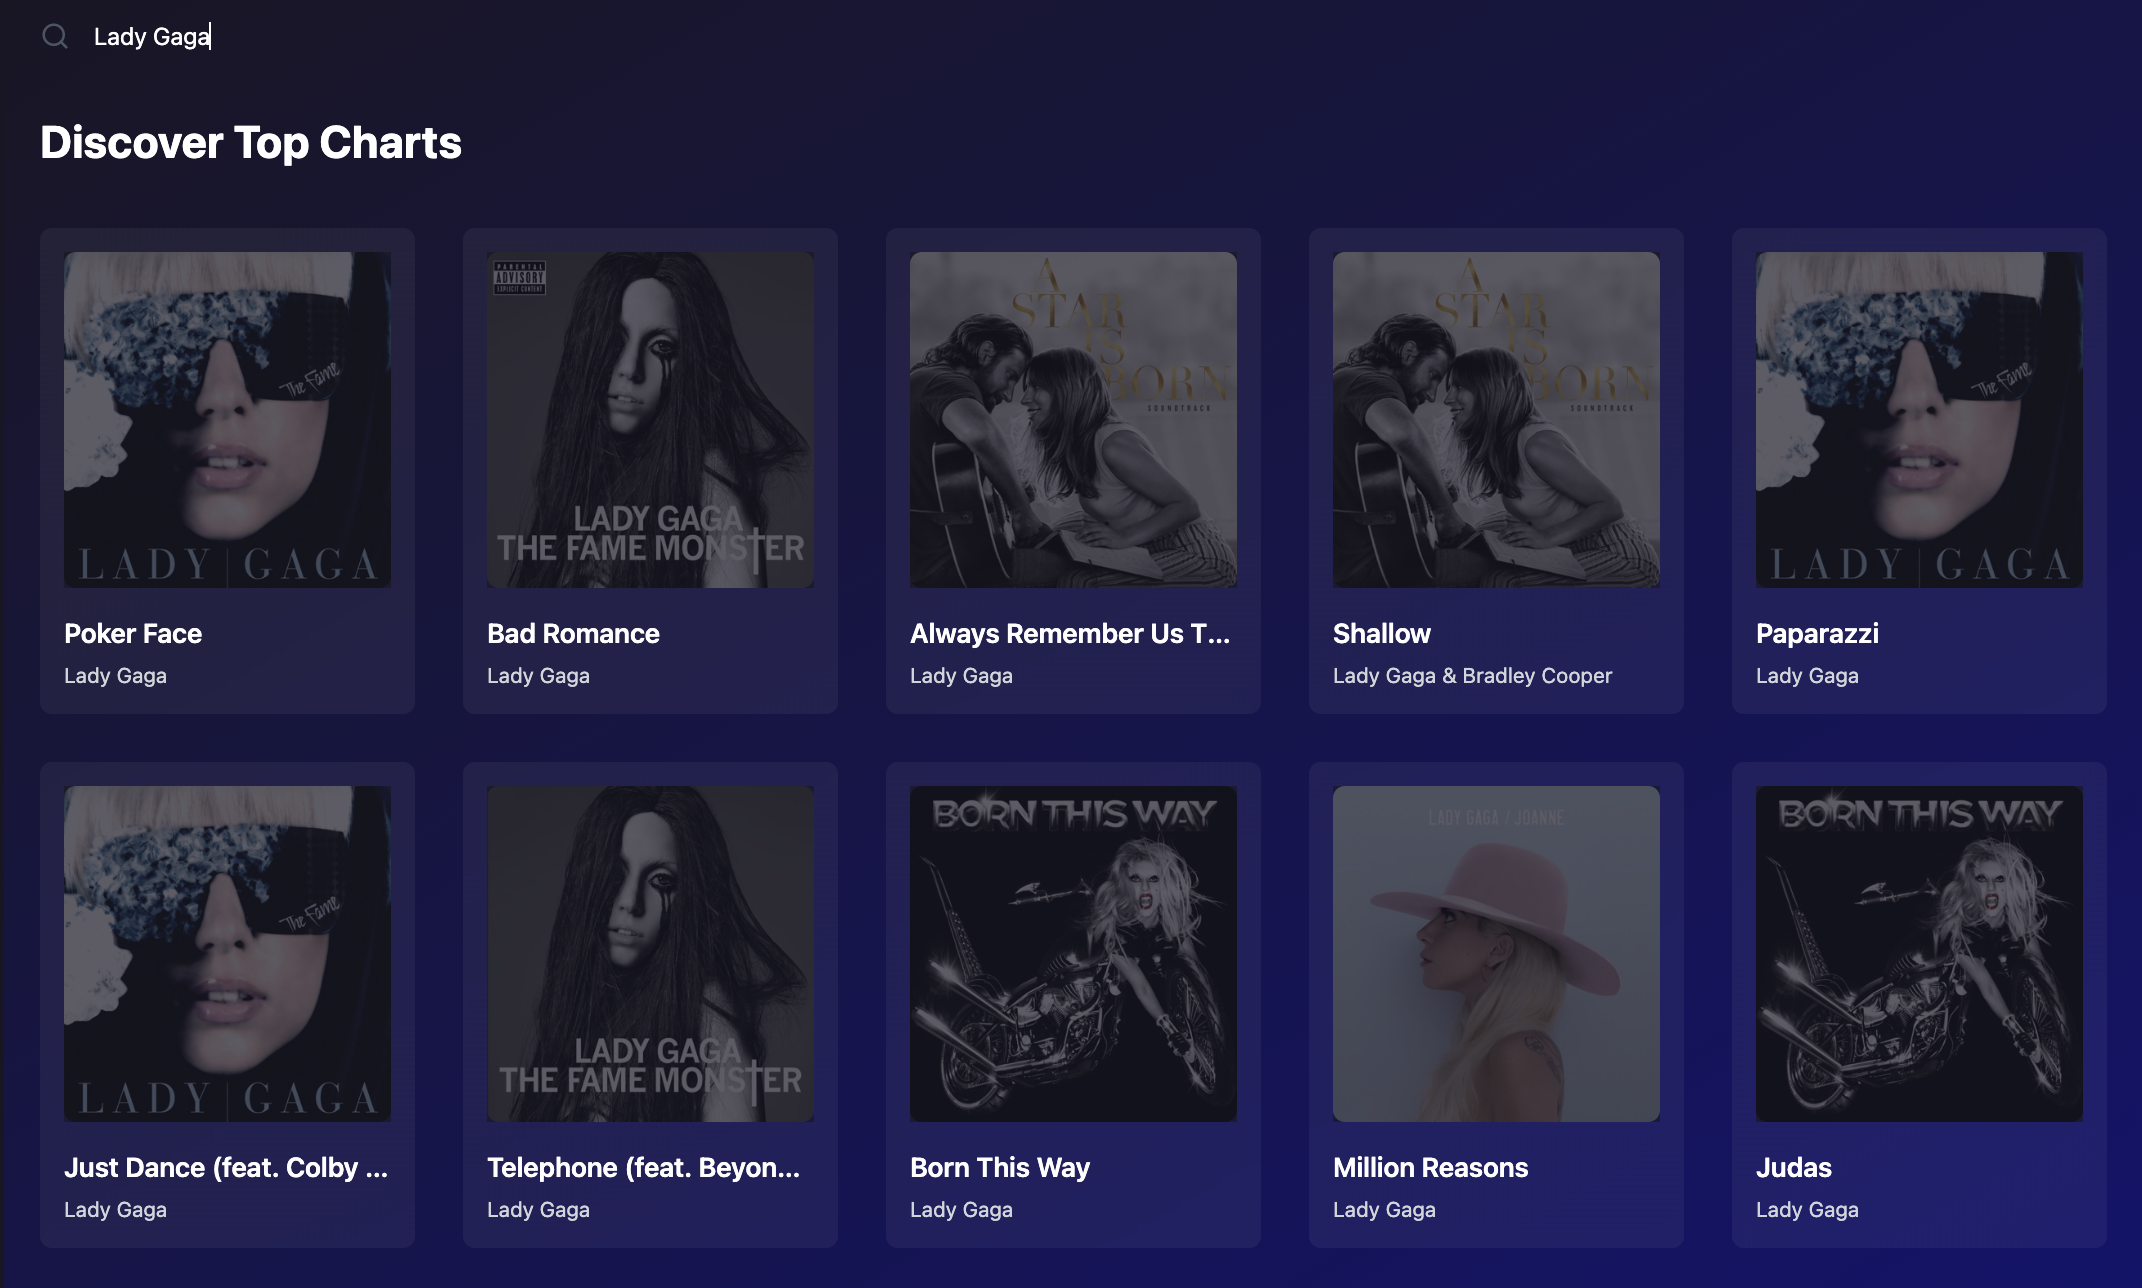 Lady Gaga
Discover Top Charts
The Fame
LADY | GAGA
Poker Face
Lady Gaga
PARENTAL
ADVISORY
EXPLICIT CONTENT
LADY GAGA
THE FAME MONSTER
Bad Romance
Lady Gaga
A
STAR
IS
BORN
SOUNDTRACK
Always Remember Us T...
Lady Gaga
A
STAR
IS
BORN
SOUNDTRACK
Shallow
Lady Gaga & Bradley Cooper
The Fame
LADY | GAGA
Paparazzi
Lady Gaga
The Fame
LADY | GAGA
Just Dance (feat. Colby ...
Lady Gaga
LADY GAGA
THE FAME MONSTER
Telephone (feat. Beyon...
Lady Gaga
BORN THIS WAY
Born This Way
Lady Gaga
LADY GAGA / JOANNE
Million Reasons
Lady Gaga
BORN THIS WAY
Judas
Lady Gaga